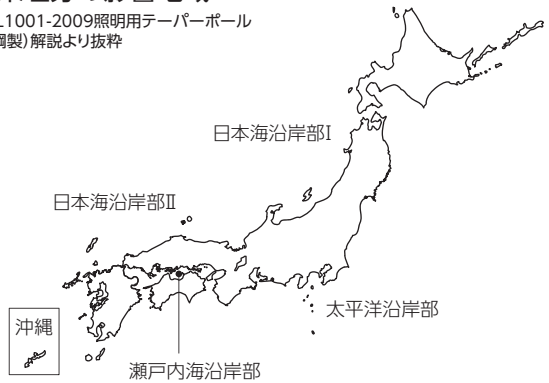 L1001-2009照明用テーパーポール
鋼製)解説より抜粋
日本海沿岸部Ⅰ
日本海沿岸部Ⅱ
太平洋沿岸部
沖縄
瀬戸内海沿岸部